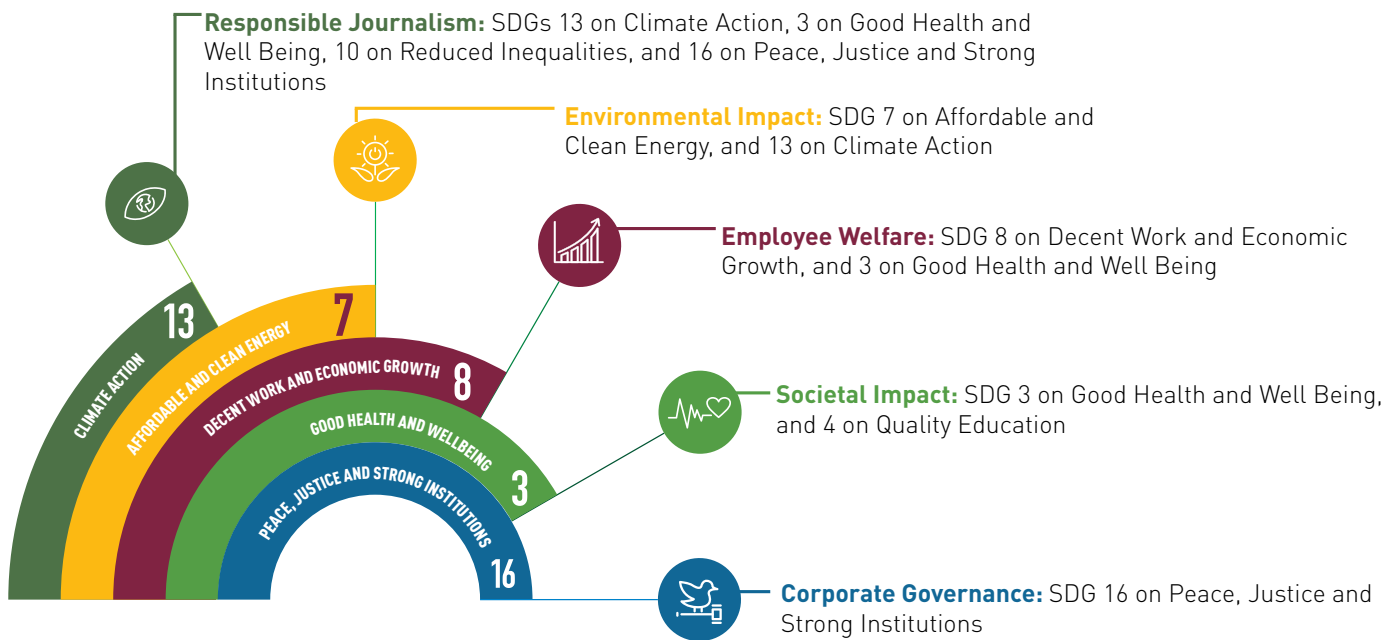 Responsible Journalism: SDGs 13 on Climate Action, 3 on Good Health and
Well Being, 10 on Reduced Inequalities, and 16 on Peace, Justice and Strong
Institutions
Environmental Impact: SDG 7 on Affordable and
Clean Energy, and 13 on Climate Action
Employee Welfare: SDG 8 on Decent Work and Economic
Growth, and 3 on Good Health and Well Being
Societal Impact: SDG 3 on Good Health and Well Being,
and 4 on Quality Education
Corporate Governance: SDG 16 on Peace, Justice and
Strong Institutions
CLIMATE ACTION
13
AFFORDABLE AND CLEAN ENERGY
7
DECENT WORK AND ECONOMIC GROWTH
8
GOOD HEALTH AND WELLBEING
3
PEACE, JUSTICE AND STRONG INSTITUTIONS
16